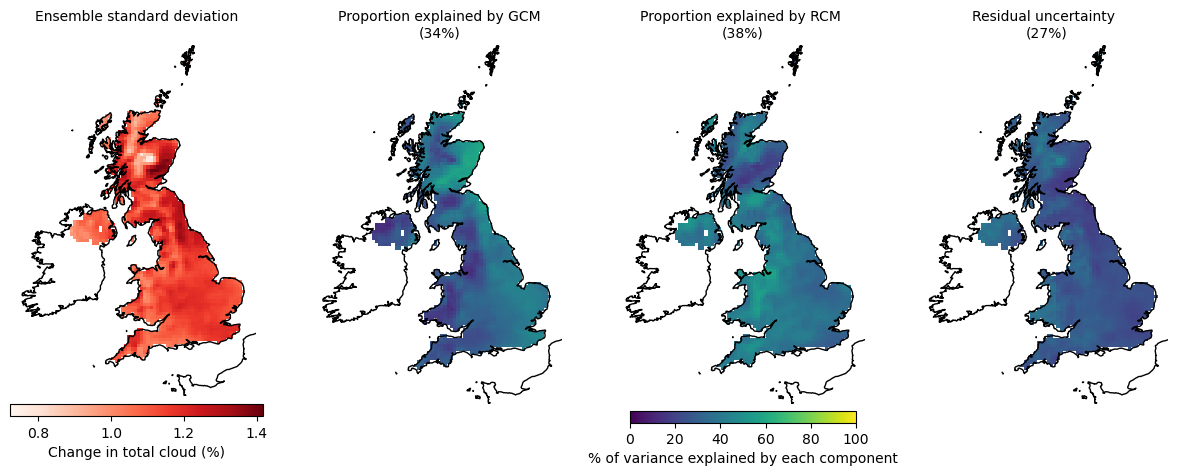 Ensemble standard deviation
Proportion explained by GCM
(34%)
Proportion explained by RCM
(38%)
Residual uncertainty
(27%)
0.8 1.0 1.2 1.4
Change in total cloud (%)
0 20 40 60 80 100
% of variance explained by each component